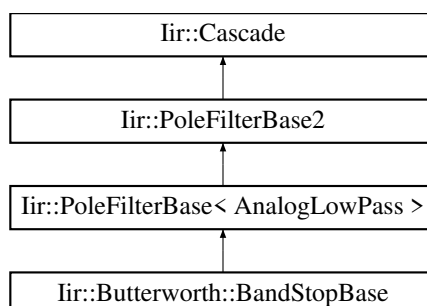 Iir::Cascade
Iir::PoleFilterBase2
Iir::PoleFilterBase< AnalogLowPass >
Iir::Butterworth::BandStopBase